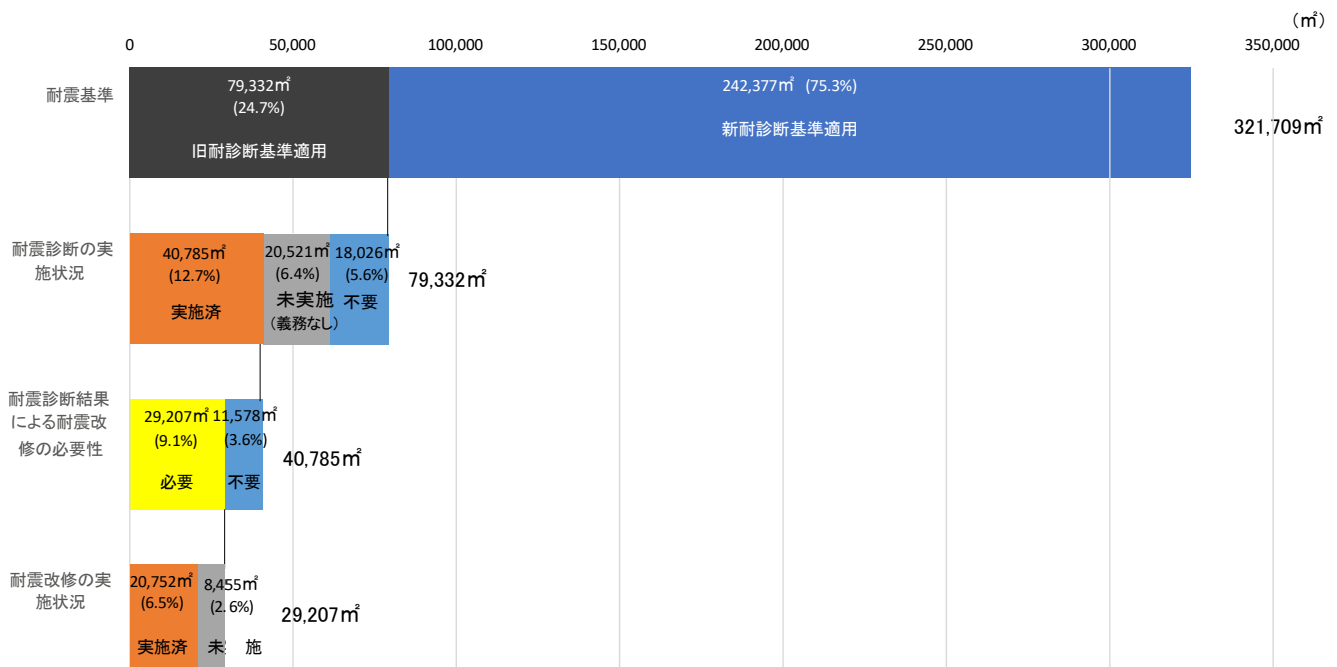 (㎡)
0 50,000 100,000 150,000 200,000 250,000 300,000 350,000
耐震基準
79,332㎡
(24.7%)
旧耐診断基準適用
242,377㎡ (75.3%)
新耐診断基準適用
321,709㎡
耐震診断の実
施状況
40,785㎡
(12.7%)
実施済
20,521㎡
(6.4%)
未実施
(義務なし)
18,026㎡
(5.6%)
不要
79,332㎡
耐震診断結果
による耐震改
修の必要性
29,207㎡
(9.1%)
必要
11,578㎡
(3.6%)
不要
40,785㎡
耐震改修の実
施状況
20,752㎡
(6.5%)
実施済
8,455㎡
(2.6%)
未 施
29,207㎡